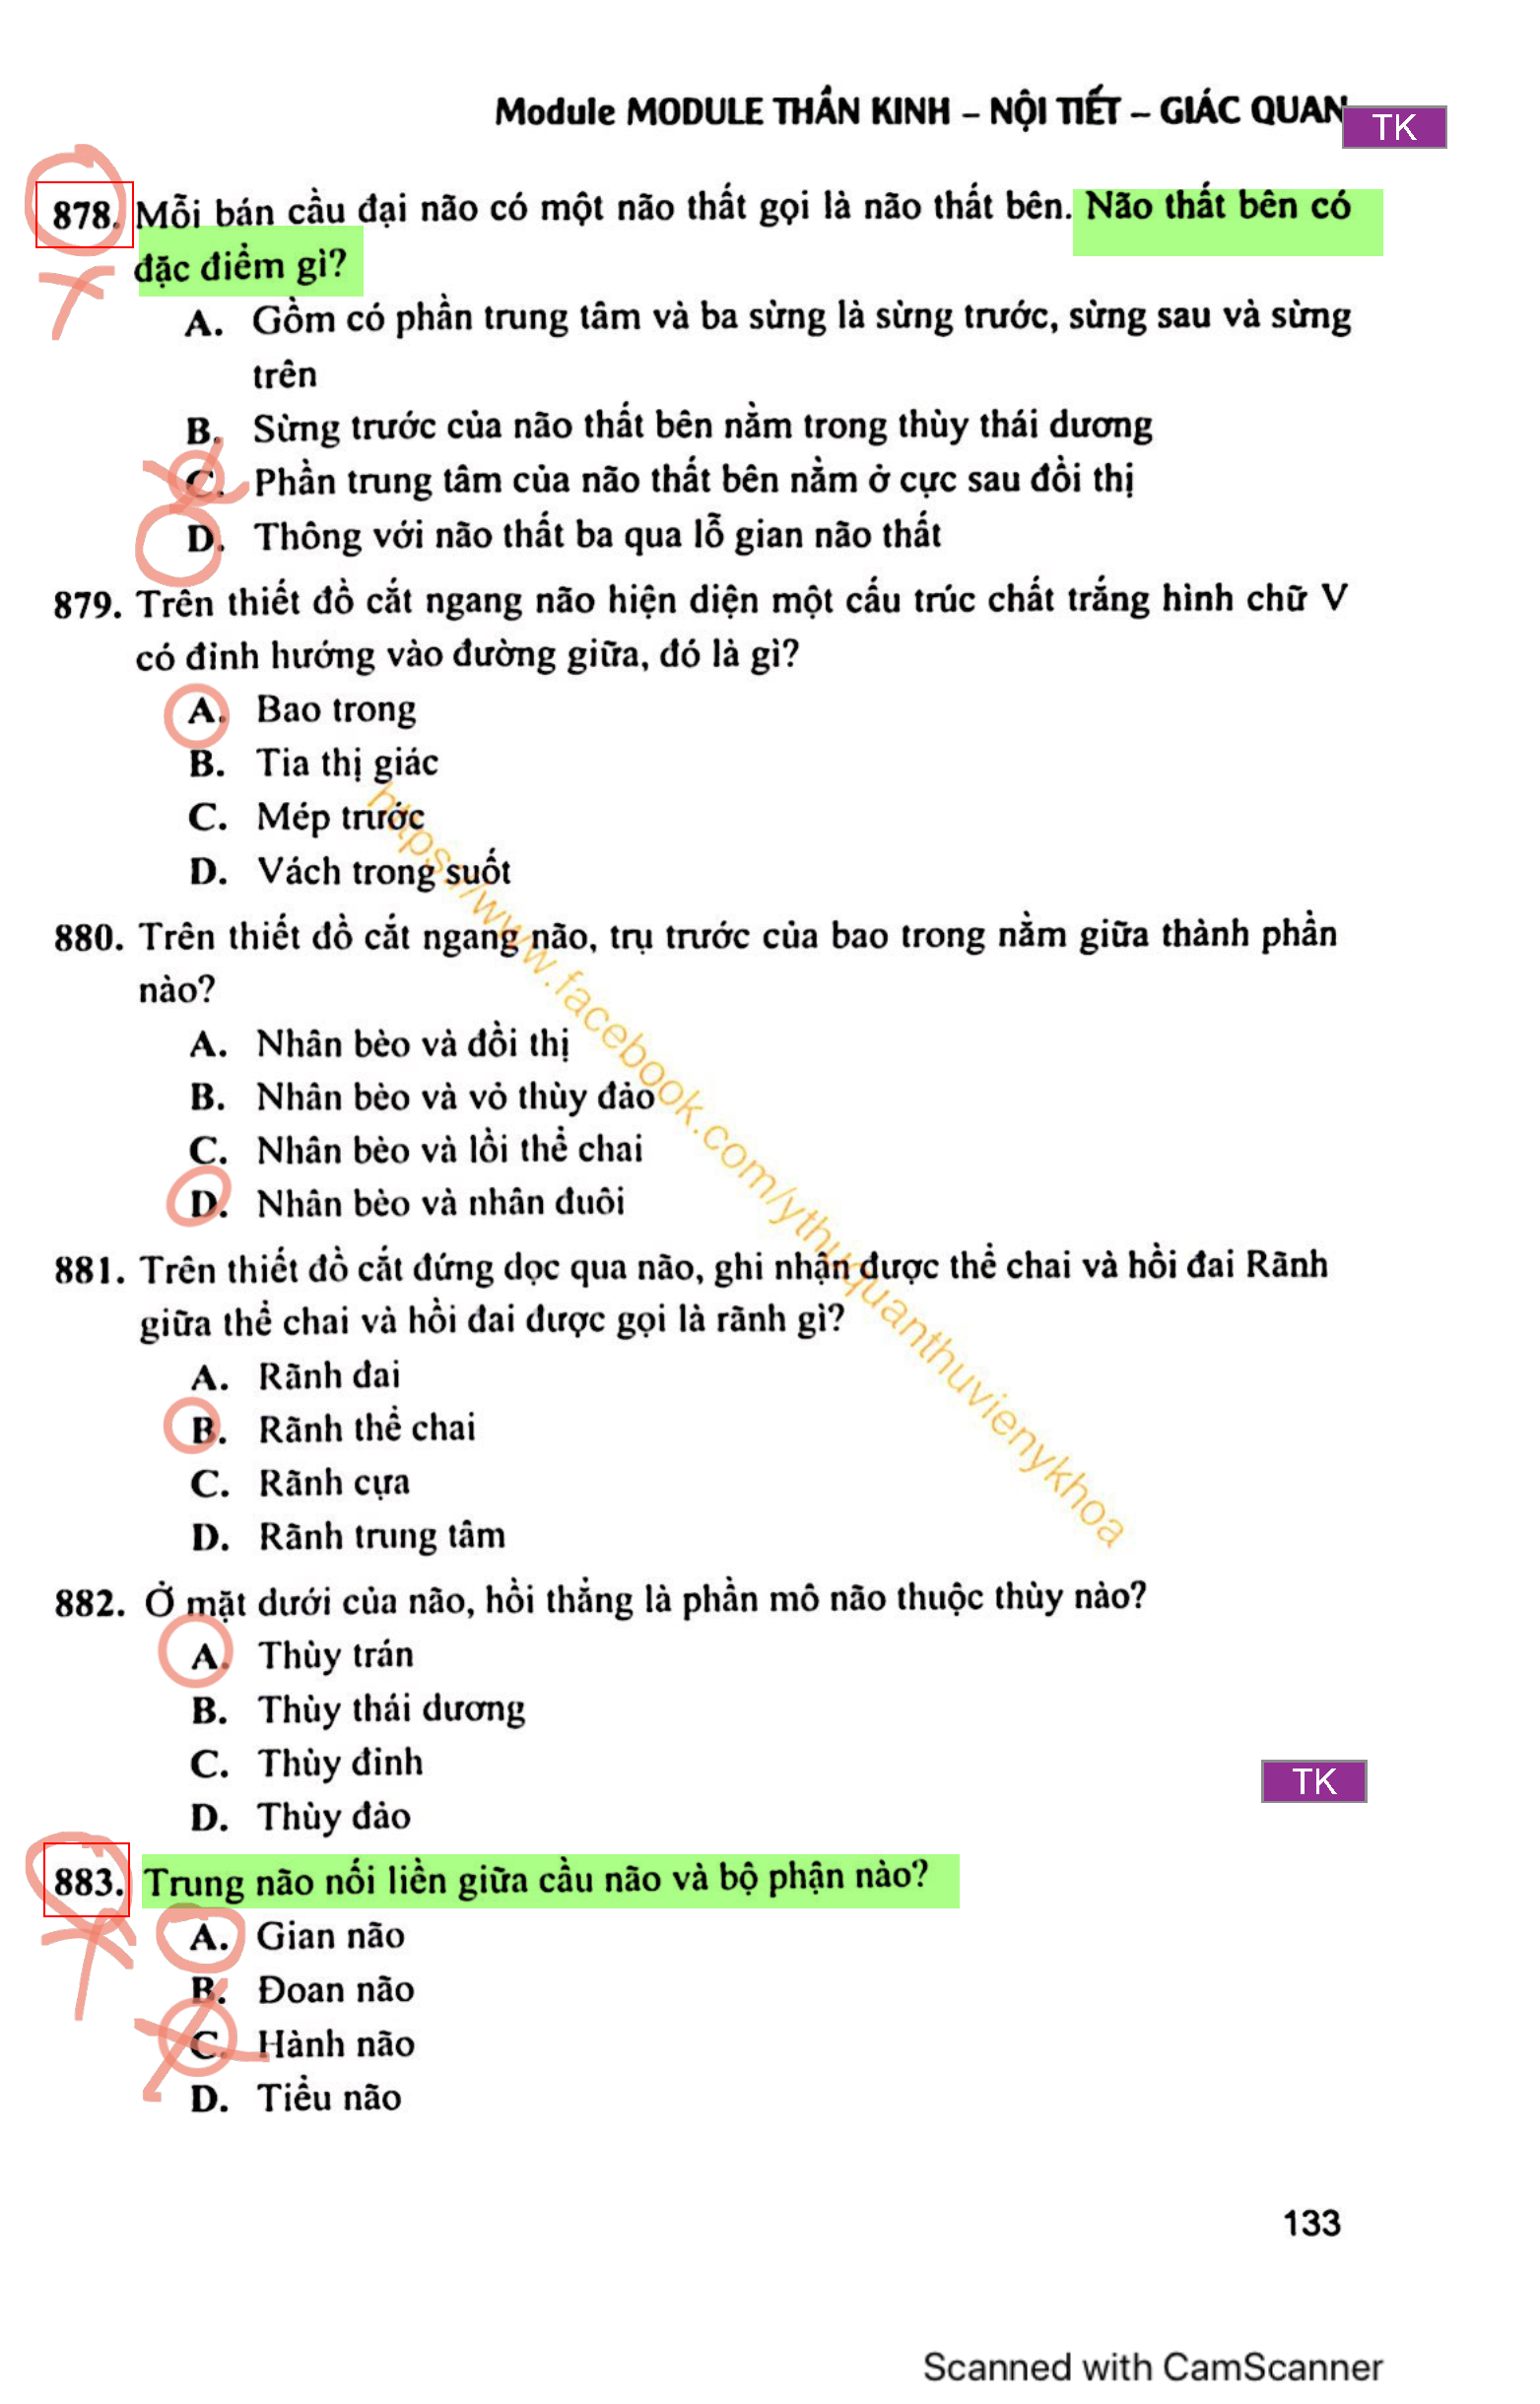 Module MODULE THẦN KINH – NỘI TIẾT – GIÁC QUAN
TK
878. Mỗi bán cầu đại não có một não thất gọi là não thất bên. Não thất bên có
đặc điểm gì?
A. Gồm có phần trung tâm và ba sừng là sừng trước, sừng sau và sừng
trên
B. Sừng trước của não thất bên nằm trong thùy thái dương
C. Phần trung tâm của não thất bên nằm ở cực sau đồi thị
D. Thông với não thất ba qua lỗ gian não thất
879. Trên thiết đồ cắt ngang não hiện diện một cấu trúc chất trắng hình chữ V
có đỉnh hướng vào đường giữa, đó là gì?
A. Bao trong
B. Tia thị giác
C. Mép trước
D. Vách trong suốt
880. Trên thiết đồ cắt ngang não, trụ trước của bao trong nằm giữa thành phần
nào?
A. Nhân bèo và đồi thị
B. Nhân bèo và vỏ thùy đảo
C. Nhân bèo và lồi thể chai
D. Nhân bèo và nhân đuôi
881. Trên thiết đồ cắt đứng dọc qua não, ghi nhận được thể chai và hồi đai Rãnh
giữa thể chai và hồi đai được gọi là rãnh gì?
A. Rãnh đai
B. Rãnh thể chai
C. Rãnh cựa
D. Rãnh trung tâm
882. Ở mặt dưới của não, hồi thẳng là phần mô não thuộc thùy nào?
A. Thùy trán
B. Thùy thái dương
C. Thùy đỉnh
D. Thùy đảo
TK
883. Trung não nối liền giữa cầu não và bộ phận nào?
A. Gian não
B. Đoan não
C. Hành não
D. Tiểu não
https://www.facebook.com/ythuquanthuvienykhoa
133
Scanned with CamScanner